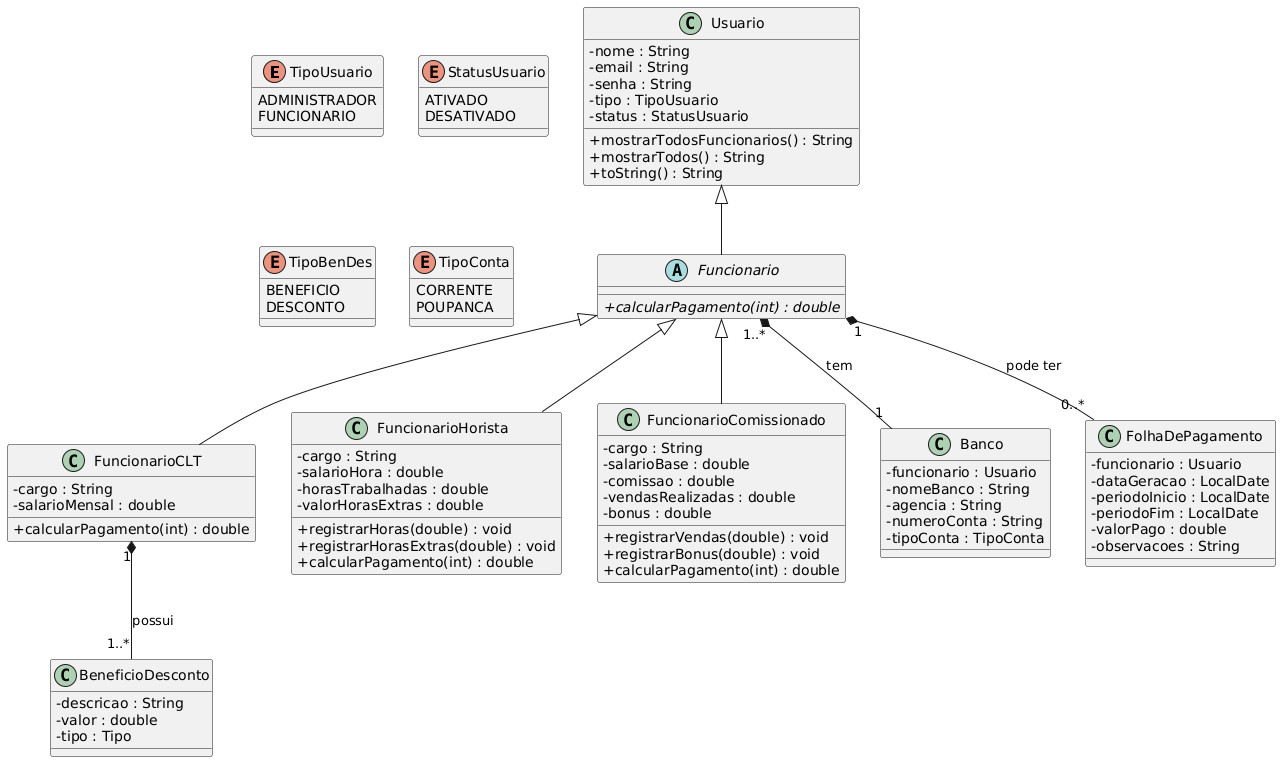 E TipoUsuario
ADMINISTRADOR
FUNCIONARIO
E StatusUsuario
ATIVADO
DESATIVADO
C Usuario
-nome : String
-email : String
-senha : String
-tipo : TipoUsuario
-status : StatusUsuario
+mostrarTodosFuncionarios() : String
+mostrarTodos() : String
+toString() : String
E TipoBenDes
BENEFICIO
DESCONTO
E TipoConta
CORRENTE
POUPANCA
A Funcionario
+calcularPagamento(int) : double
1..*
1
tem
pode ter
1
0..*
C FuncionarioCLT
-cargo : String
-salarioMensal : double
+calcularPagamento(int) : double
C FuncionarioHorista
-cargo : String
-salarioHora : double
-horasTrabalhadas : double
-valorHorasExtras : double
+registrarHoras(double) : void
+registrarHorasExtras(double) : void
+calcularPagamento(int) : double
C FuncionarioComissionado
-cargo : String
-salarioBase : double
-comissao : double
-vendasRealizadas : double
-bonus : double
+registrarVendas(double) : void
+registrarBonus(double) : void
+calcularPagamento(int) : double
C Banco
-funcionario : Usuario
-nomeBanco : String
-agencia : String
-numeroConta : String
-tipoConta : TipoConta
C FolhaDePagamento
-funcionario : Usuario
-dataGeracao : LocalDate
-periodoInicio : LocalDate
-periodoFim : LocalDate
-valorPago : double
-observacoes : String
1
possui
1..*
C BeneficioDesconto
-descricao : String
-valor : double
-tipo : Tipo